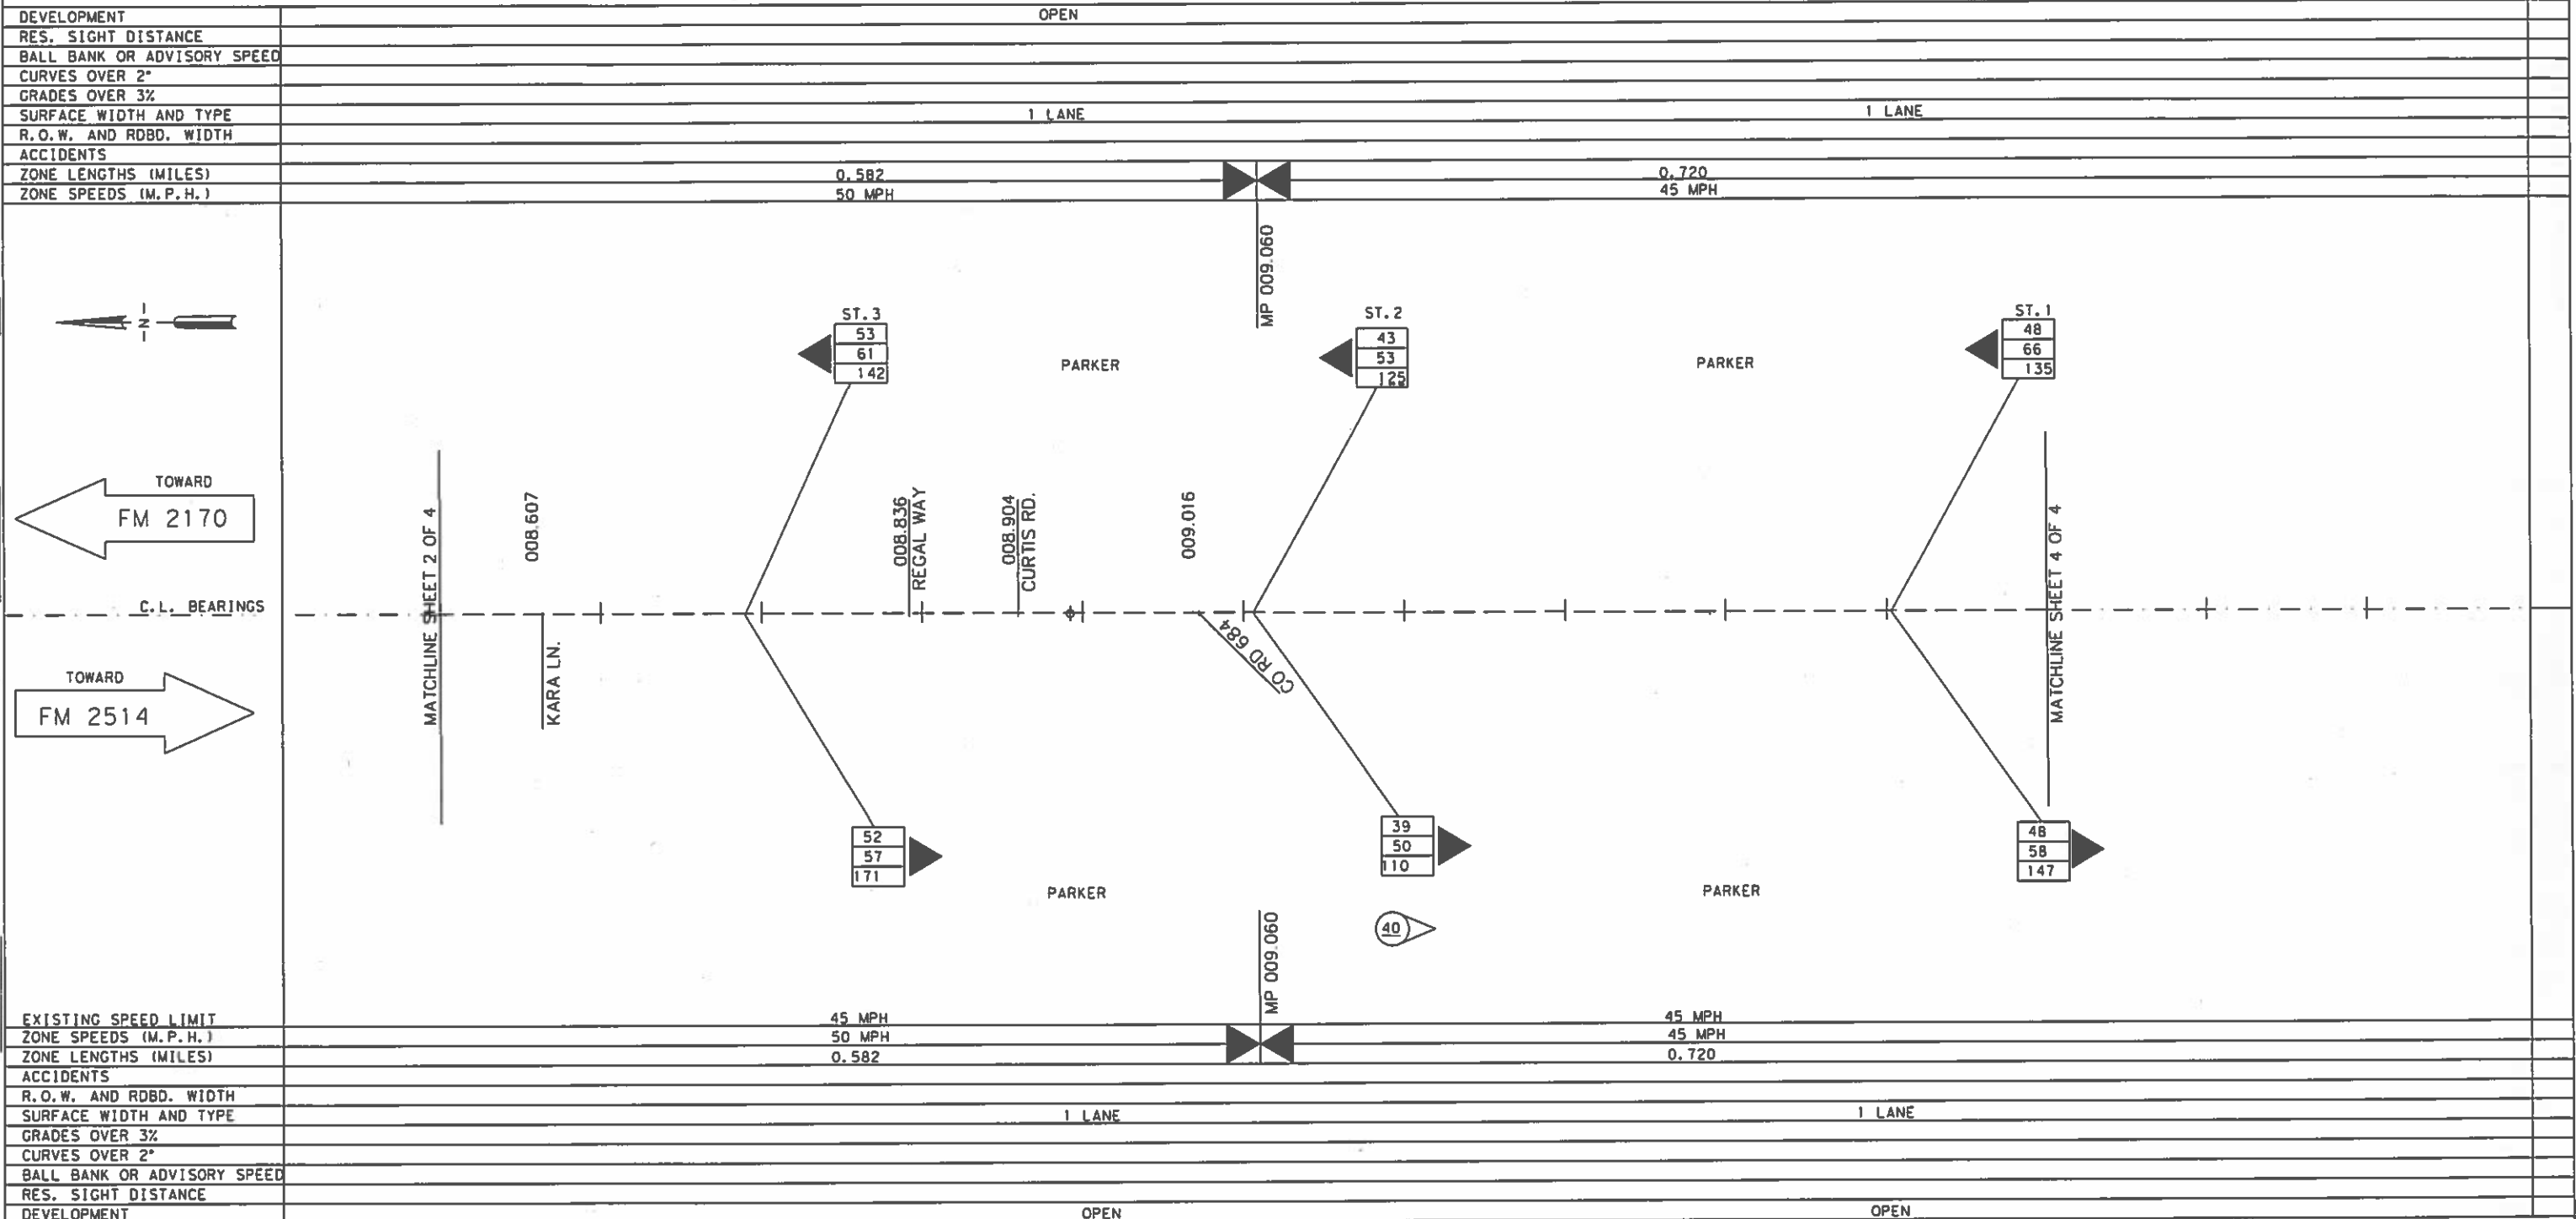 DEVELOPMENT OPEN
RES. SIGHT DISTANCE
BALL BANK OR ADVISORY SPEED
CURVES OVER 2°
GRADES OVER 3%
SURFACE WIDTH AND TYPE 1 LANE 1 LANE
R.O.W. AND RDBD. WIDTH
ACCIDENTS
ZONE LENGTHS (MILES) 0.582 0.720
ZONE SPEEDS (M.P.H.) 50 MPH 45 MPH
MP 009.060
N
ST.3
53
61
142
PARKER
ST.2
43
53
125
PARKER
ST.1
48
66
135
TOWARD
FM 2170
MATCHLINE SHEET 2 OF 4
008.607
008.836
REGAL WAY
008.904
CURTIS RD.
009.016
MATCHLINE SHEET 4 OF 4
C.L. BEARINGS
TOWARD
FM 2514
KARA LN.
CO RD 684
52
57
171
PARKER
39
50
110
PARKER
48
58
147
40
MP 009.060
EXISTING SPEED LIMIT 45 MPH 45 MPH
ZONE SPEEDS (M.P.H.) 50 MPH 45 MPH
ZONE LENGTHS (MILES) 0.582 0.720
ACCIDENTS
R.O.W. AND RDBD. WIDTH
SURFACE WIDTH AND TYPE 1 LANE 1 LANE
GRADES OVER 3%
CURVES OVER 2°
BALL BANK OR ADVISORY SPEED
RES. SIGHT DISTANCE
DEVELOPMENT OPEN OPEN